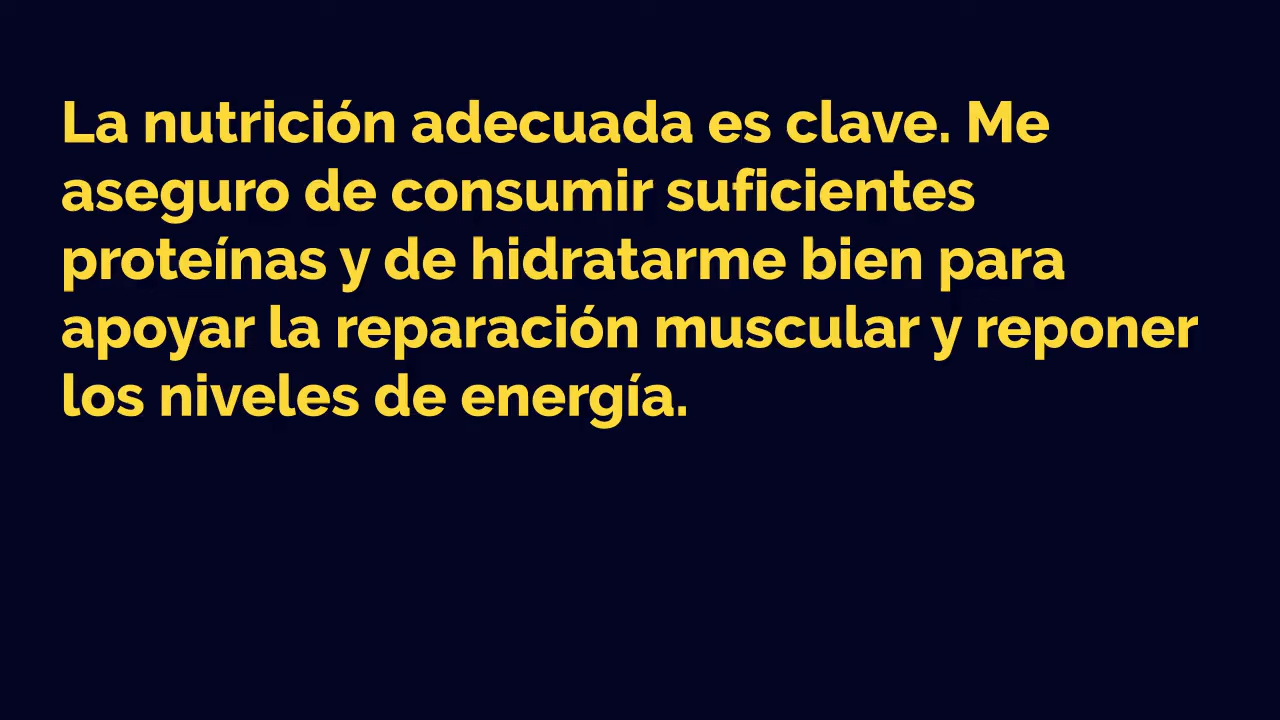 La nutrición adecuada es clave. Me
aseguro de consumir suficientes
proteínas y de hidratarme bien para
apoyar la reparación muscular y reponer
los niveles de energía.